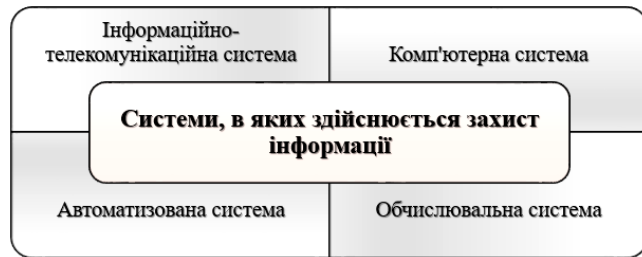 Інформаційно-
телекомунікаційна система
Комп'ютерна система
Системи, в яких здійснюється захист
інформації
Автоматизована система
Обчислювальна система